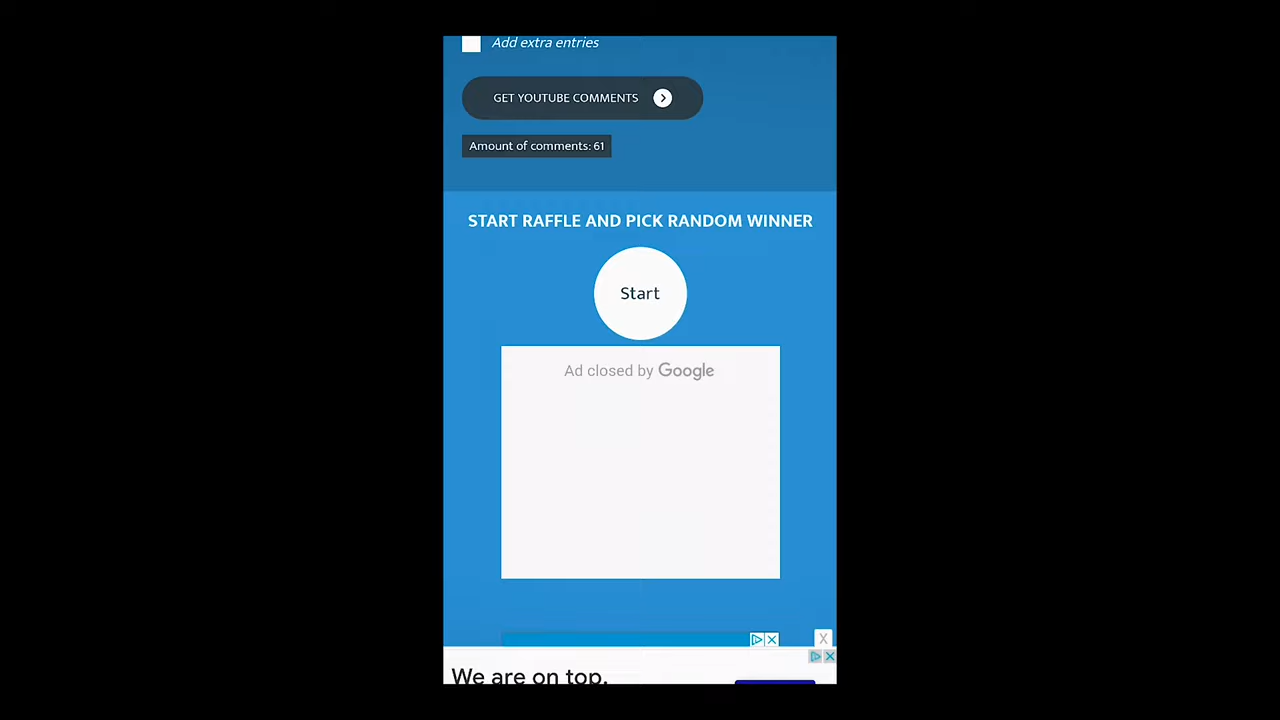 Add extra entries
GET YOUTUBE COMMENTS
Amount of comments: 61
START RAFFLE AND PICK RANDOM WINNER
Start
Ad closed by Google
X
We are on top.